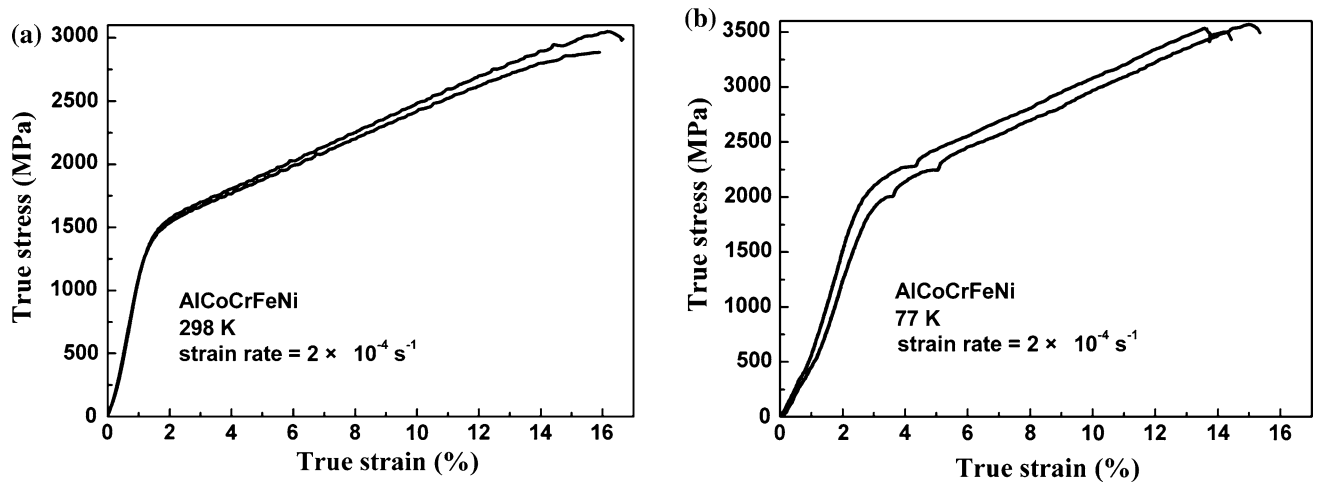 (a)
3000
2500
2000
1500
1000
500
0
True stress (MPa)
AlCoCrFeNi
298 K
strain rate = 2 × 10⁻⁴ s⁻¹
0 2 4 6 8 10 12 14 16
True strain (%)
(b)
3500
3000
2500
2000
1500
1000
500
0
True stress (MPa)
AlCoCrFeNi
77 K
strain rate = 2 × 10⁻⁴ s⁻¹
0 2 4 6 8 10 12 14 16
True strain (%)